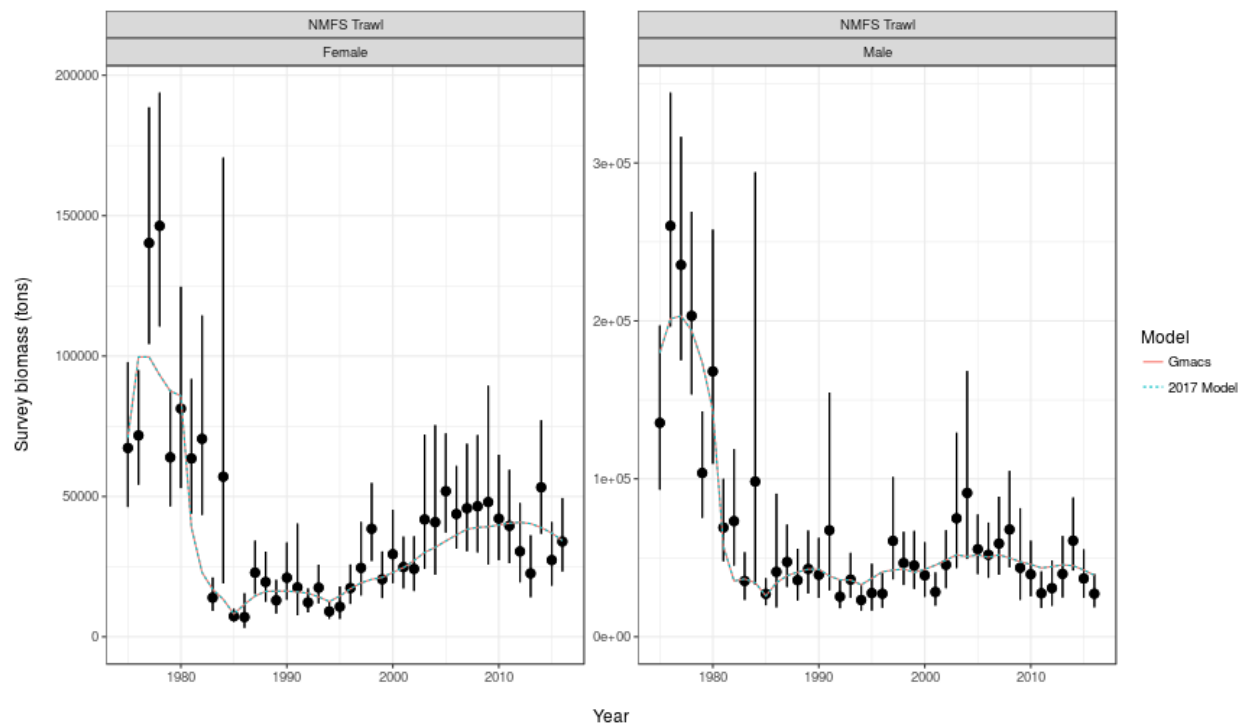 NMFS Trawl
NMFS Trawl
Female
Male
200000
150000
100000
50000
0
3e+05
2e+05
1e+05
0e+00
Survey biomass (tons)
1980
1990
2000
2010
1980
1990
2000
2010
Year
Model
Gmacs
2017 Model